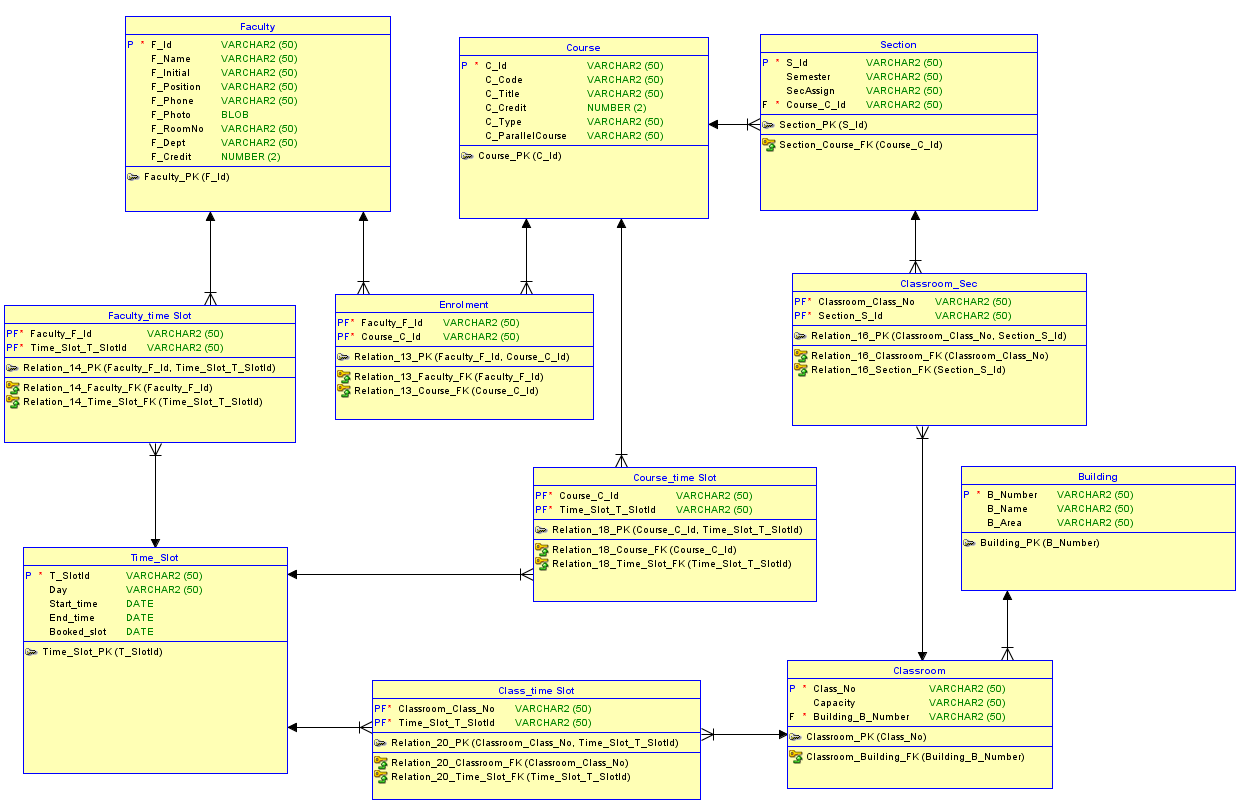 Faculty
P * F_Id VARCHAR2 (50)
F_Name VARCHAR2 (50)
F_Initial VARCHAR2 (50)
F_Position VARCHAR2 (50)
F_Phone VARCHAR2 (50)
F_Photo BLOB
F_RoomNo VARCHAR2 (50)
F_Dept VARCHAR2 (50)
F_Credit NUMBER (2)
Faculty_PK (F_Id)
Course
P * C_Id VARCHAR2 (50)
C_Code VARCHAR2 (50)
C_Title VARCHAR2 (50)
C_Credit NUMBER (2)
C_Type VARCHAR2 (50)
C_ParallelCourse VARCHAR2 (50)
Course_PK (C_Id)
Section
P * S_Id VARCHAR2 (50)
Semester VARCHAR2 (50)
SecAssign VARCHAR2 (50)
F * Course_C_Id VARCHAR2 (50)
Section_PK (S_Id)
Section_Course_FK (Course_C_Id)
Faculty_time Slot
PF* Faculty_F_Id VARCHAR2 (50)
PF* Time_Slot_T_SlotId VARCHAR2 (50)
Relation_14_PK (Faculty_F_Id, Time_Slot_T_SlotId)
Relation_14_Faculty_FK (Faculty_F_Id)
Relation_14_Time_Slot_FK (Time_Slot_T_SlotId)
Enrolment
PF* Faculty_F_Id VARCHAR2 (50)
PF* Course_C_Id VARCHAR2 (50)
Relation_13_PK (Faculty_F_Id, Course_C_Id)
Relation_13_Faculty_FK (Faculty_F_Id)
Relation_13_Course_FK (Course_C_Id)
Classroom_Sec
PF* Classroom_Class_No VARCHAR2 (50)
PF* Section_S_Id VARCHAR2 (50)
Relation_16_PK (Classroom_Class_No, Section_S_Id)
Relation_16_Classroom_FK (Classroom_Class_No)
Relation_16_Section_FK (Section_S_Id)
Course_time Slot
PF* Course_C_Id VARCHAR2 (50)
PF* Time_Slot_T_SlotId VARCHAR2 (50)
Relation_18_PK (Course_C_Id, Time_Slot_T_SlotId)
Relation_18_Course_FK (Course_C_Id)
Relation_18_Time_Slot_FK (Time_Slot_T_SlotId)
Building
P * B_Number VARCHAR2 (50)
B_Name VARCHAR2 (50)
B_Area VARCHAR2 (50)
Building_PK (B_Number)
Time_Slot
P * T_SlotId VARCHAR2 (50)
Day VARCHAR2 (50)
Start_time DATE
End_time DATE
Booked_slot DATE
Time_Slot_PK (T_SlotId)
Class_time Slot
PF* Classroom_Class_No VARCHAR2 (50)
PF* Time_Slot_T_SlotId VARCHAR2 (50)
Relation_20_PK (Classroom_Class_No, Time_Slot_T_SlotId)
Relation_20_Classroom_FK (Classroom_Class_No)
Relation_20_Time_Slot_FK (Time_Slot_T_SlotId)
Classroom
P * Class_No VARCHAR2 (50)
Capacity VARCHAR2 (50)
F * Building_B_Number VARCHAR2 (50)
Classroom_PK (Class_No)
Classroom_Building_FK (Building_B_Number)